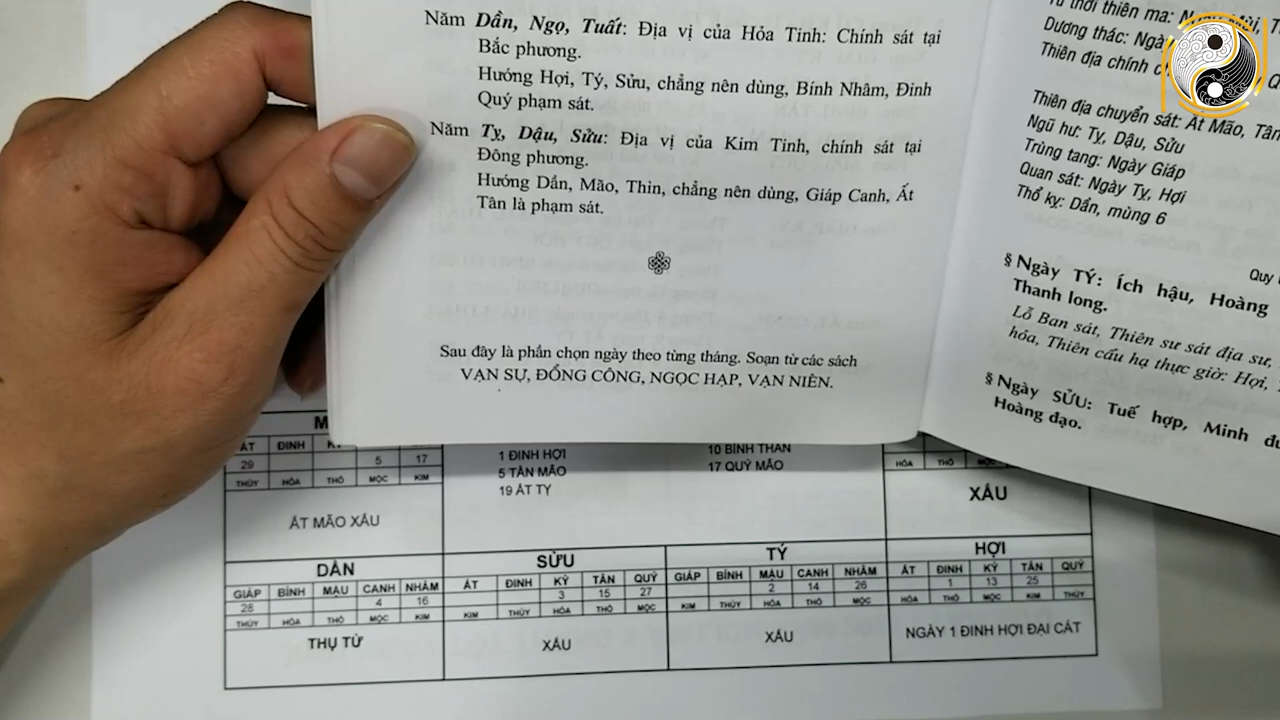 Năm Dần, Ngọ, Tuất: Địa vị của Hỏa Tinh: Chính sát tại
Bắc phương.
Hướng Hợi, Tý, Sửu, chẳng nên dùng, Bính Nhâm, Đinh
Quý phạm sát.
Năm Tỵ, Dậu, Sửu: Địa vị của Kim Tinh, chính sát tại
Đông phương.
Hướng Dần, Mão, Thin, chẳng nên dùng, Giáp Canh, Ất
Tân là phạm sát.
Sau đây là phần chọn ngày theo từng tháng. Soạn từ các sách
VẠN SỰ, ĐỔNG CÔNG, NGỌC HẠP, VẠN NIÊN.
thời thiên ma:
Dương thác: Ngày
Thiên địa chính
Thiên địa chuyển sát: Ất Mão, Tân
Ngũ hư: Tỵ, Dậu, Sửu
Trùng tang: Ngày Giáp
Quan sát: Ngày Tỵ, Hợi
Thổ kỵ: Dần, mùng 6
Quy
§ Ngày TÝ: Ích hậu, Hoàng
Thanh long.
Lỗ Ban sát, Thiên sư sát địa sư,
hóa, Thiên cẩu hạ thực giờ: Hợi,
§ Ngày SỬU: Tuế hợp, Minh
Hoàng đạo.
ẤT ĐINH
29 5 17
THỦY HỎA THỔ MỘC KIM
ẤT MÃO XẤU
1 ĐINH HỢI
5 TÂN MÃO
19 ẤT TỴ
10 BÍNH THÂN
17 QUÝ MÃO
HỎA THỔ MỘC
XẤU
DẦN
GIÁP BÍNH MẬU CANH NHÂM
28 4 16
THỦY HỎA THỔ MỘC KIM
THỤ TỬ
SỬU
ẤT ĐINH KỶ TÂN QUÝ
3 15 27
KIM THỦY HỎA THỔ MỘC
XẤU
TÝ
GIÁP BÍNH MẬU CANH NHÂM
2 14 26
KIM THỦY HỎA THỔ MỘC
XẤU
HỢI
ẤT ĐINH KỶ TÂN QUÝ
1 13 25
HỎA THỔ MỘC KIM THỦY
NGÀY 1 ĐINH HỢI ĐẠI CÁT